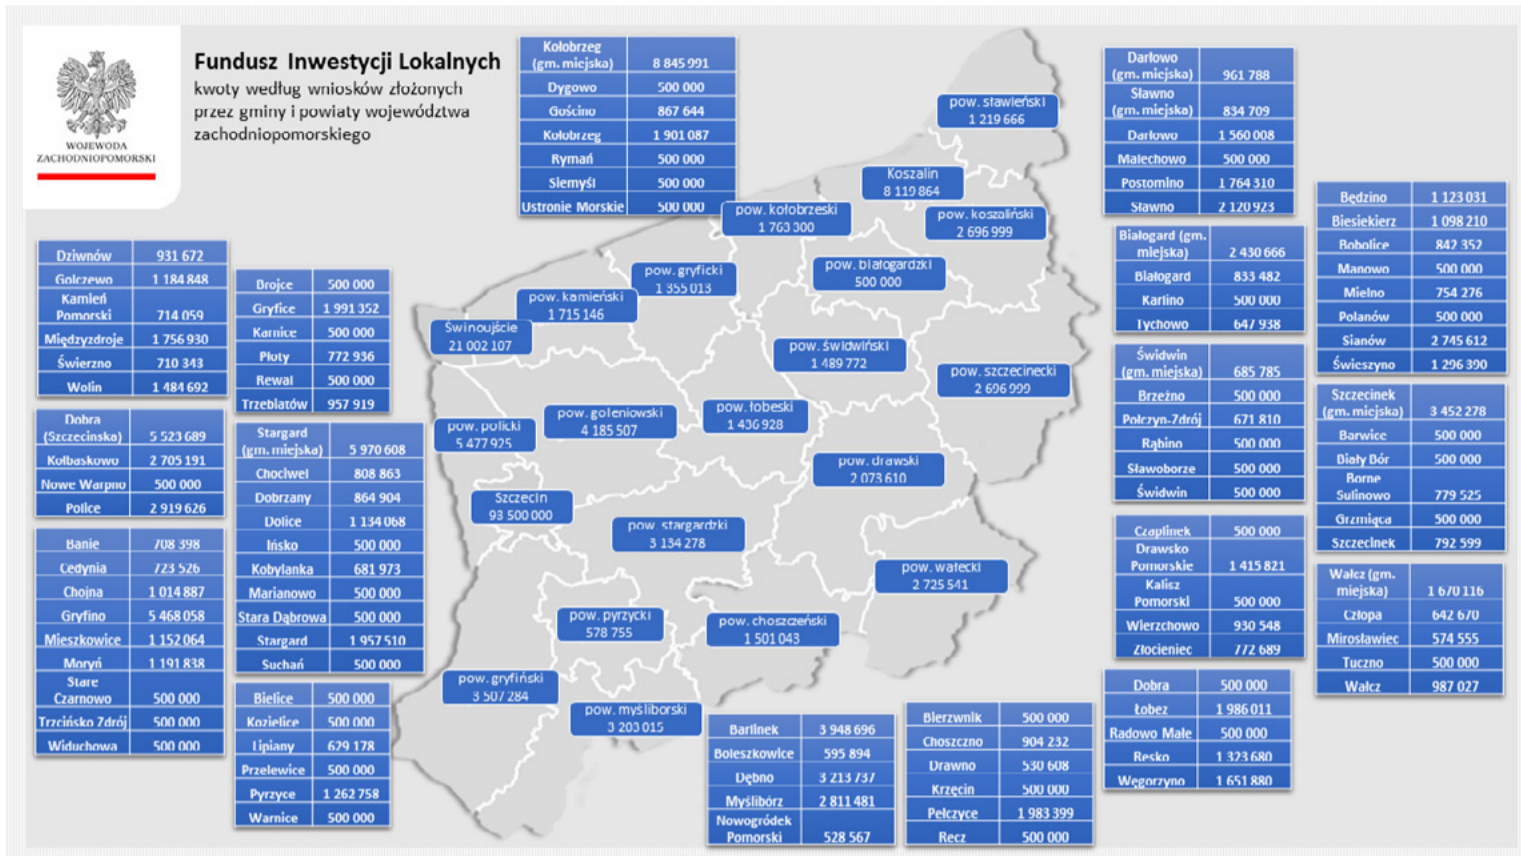 WOJEWODA
ZACHODNIOPOMORSKI
Fundusz Inwestycji Lokalnych
kwoty według wniosków złożonych
przez gminy i powiaty województwa
zachodniopomorskiego
Kołobrzeg
(gm. miejska) 8 845 991
Dygowo 500 000
Gościno 867 644
Kołobrzeg 1 901 087
Rymań 500 000
Siemyśl 500 000
Ustronie Morskie 500 000
Darłowo
(gm. miejska) 961 788
Sławno
(gm. miejska) 834 709
Darłowo 1 560 008
Malechowo 500 000
Postomino 1 764 310
Sławno 2 120 923
Będzino 1 123 031
Biesiekierz 1 098 210
Bobolice 842 352
Manowo 500 000
Mielno 754 276
Polanów 500 000
Sianów 2 745 612
Świeszyno 1 296 390
Białogard (gm.
miejska) 2 430 666
Białogard 833 482
Karlino 500 000
Tychowo 647 938
Świdwin
(gm. miejska) 685 785
Brzeżno 500 000
Połczyn-Zdrój 671 810
Rąbino 500 000
Sławoborze 500 000
Świdwin 500 000
Szczecinek
(gm. miejska) 3 452 278
Barwice 500 000
Biały Bór 500 000
Borne
Sulinowo 779 525
Grzmiąca 500 000
Szczecinek 792 599
Czaplinek 500 000
Drawsko
Pomorskie 1 415 821
Kalisz
Pomorski 500 000
Wierzchowo 930 548
Złocieniec 772 689
Wałcz (gm.
miejska) 1 670 116
Człopa 642 670
Mirosławiec 574 555
Tuczno 500 000
Wałcz 987 027
Dobra 500 000
Łobez 1 986 011
Radowo Małe 500 000
Resko 1 323 680
Węgorzyno 1 651 880
Dziwnów 931 672
Golczewo 1 184 848
Kamień
Pomorski 714 059
Międzyzdroje 1 756 930
Świerzno 710 343
Wolin 1 484 692
Brojce 500 000
Gryfice 1 991 352
Karnice 500 000
Płoty 772 936
Rewal 500 000
Trzebiatów 957 919
Dobra
(Szczecińska) 5 523 689
Kołbaskowo 2 705 191
Nowe Warpno 500 000
Police 2 919 626
Stargard
(gm. miejska) 5 970 608
Chociwel 808 863
Dobrzany 864 904
Dolice 1 134 068
Ińsko 500 000
Kobylanka 681 973
Marianowo 500 000
Stara Dąbrowa 500 000
Stargard 1 957 510
Suchań 500 000
Banie 708 398
Cedynia 723 526
Chojna 1 014 887
Gryfino 5 468 058
Mieszkowice 1 152 064
Moryń 1 191 838
Stare
Czarnowo 500 000
Trzcińsko Zdrój 500 000
Widuchowa 500 000
Bielice 500 000
Kozielice 500 000
Lipiany 629 178
Przelewice 500 000
Pyrzyce 1 262 758
Warnice 500 000
Barlinek 3 948 696
Boleszkowice 595 894
Dębno 3 213 737
Myślibórz 2 811 481
Nowogródek
Pomorski 528 567
Bierzwnik 500 000
Choszczno 904 232
Drawno 530 608
Krzęcin 500 000
Pełczyce 1 983 399
Recz 500 000
pow. sławieński
1 219 666
Koszalin
8 119 864
pow. kołobrzeski
1 763 300
pow. koszaliński
2 696 999
pow. gryficki
1 355 013
pow. białogardzki
500 000
pow. kamieński
1 715 146
Świnoujście
21 002 107
pow. świdwiński
1 489 772
pow. szczecinecki
2 696 999
pow. policki
5 477 925
pow. goleniowski
4 185 507
pow. łobeski
1 436 928
pow. drawski
2 073 610
Szczecin
93 500 000
pow. stargardzki
3 134 278
pow. wałecki
2 725 541
pow. pyrzycki
578 755
pow. choszczeński
1 501 043
pow. gryfiński
3 507 284
pow. myśliborski
3 203 015